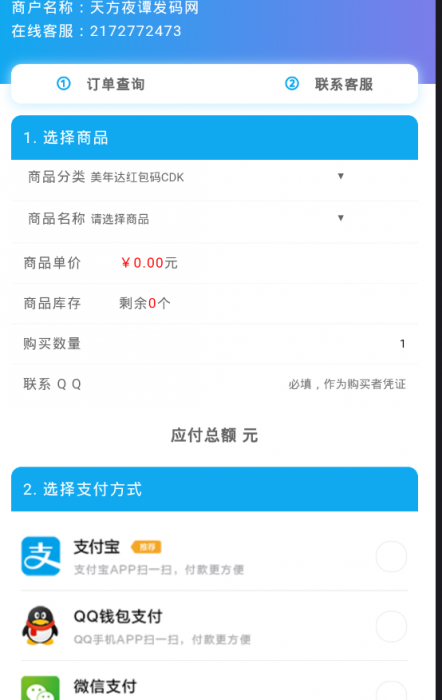 商户名称：天方夜谭发码网
在线客服：2172772473
① 订单查询 ② 联系客服
1. 选择商品
商品分类 美年达红包码CDK ▼
商品名称 请选择商品 ▼
商品单价 ￥0.00元
商品库存 剩余0个
购买数量 1
联系ＱＱ 必填，作为购买者凭证
应付总额 元
2. 选择支付方式
支付宝 推荐
支付宝APP扫一扫，付款更方便
QQ钱包支付
QQ手机APP扫一扫，付款更方便
微信支付